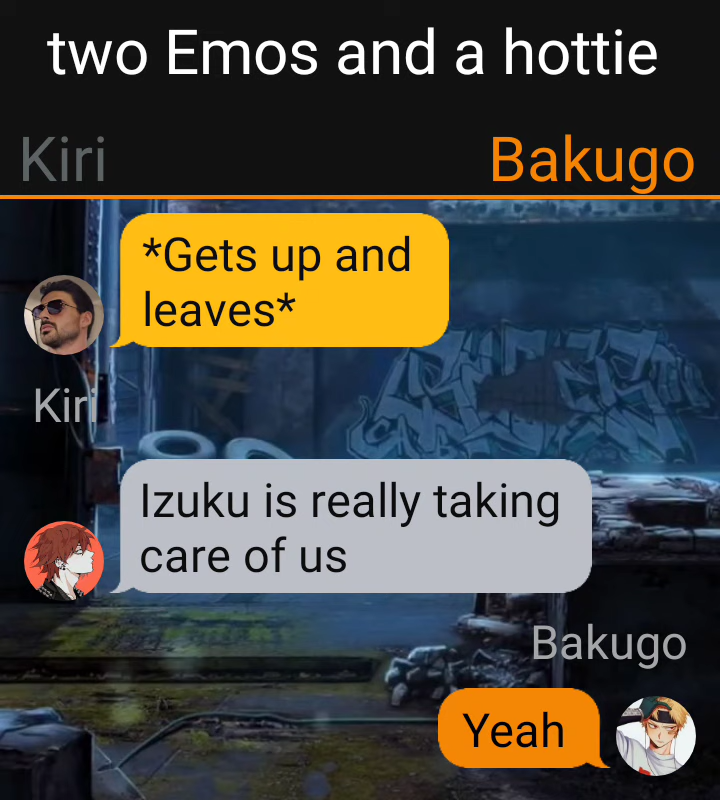 two Emos and a hottie
Kiri
Bakugo
*Gets up and
leaves*
Kiri
Izuku is really taking
care of us
Bakugo
Yeah